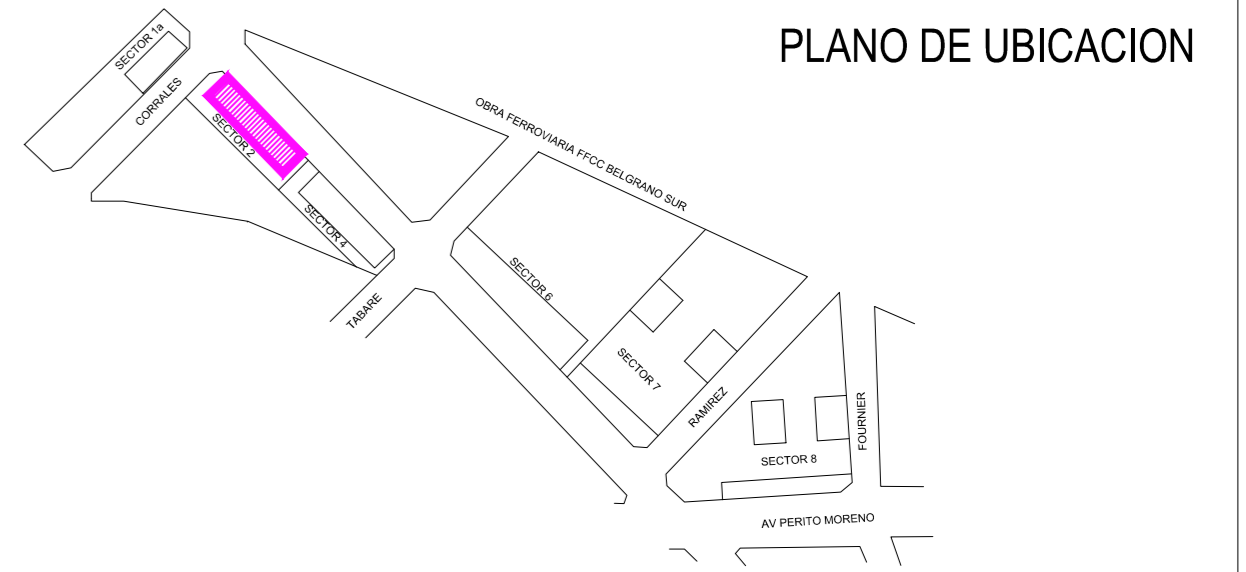 PLANO DE UBICACION
SECTOR 1a
CORRALES
SECTOR 2
OBRA FERROVIARIA FFCC BELGRANO SUR
SECTOR 4
TABARE
SECTOR 6
SECTOR 7
RAMIREZ
FOURNIER
SECTOR 8
AV PERITO MORENO